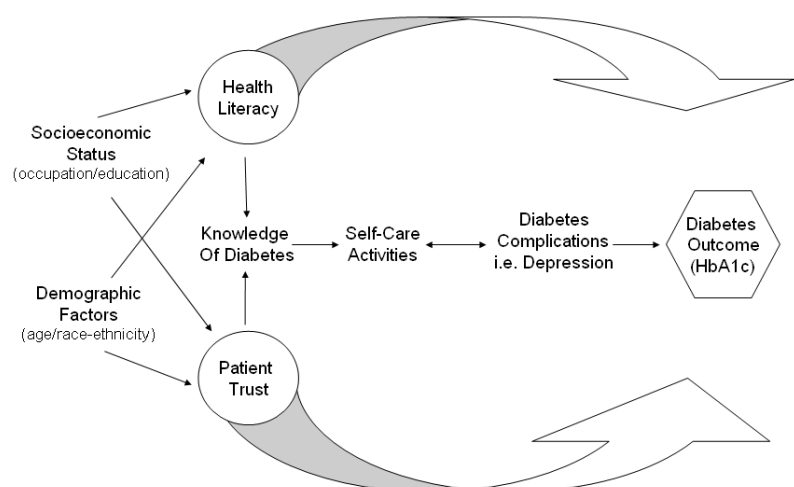 Health
Literacy
Socioeconomic
Status
(occupation/education)
Knowledge
Of Diabetes
Self-Care
Activities
Diabetes
Complications
i.e. Depression
Diabetes
Outcome
(HbA1c)
Demographic
Factors
(age/race-ethnicity)
Patient
Trust